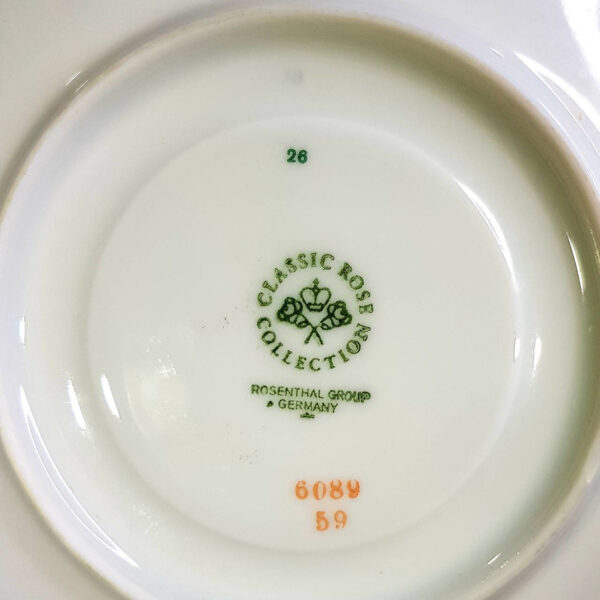 26
CLASSIC ROSE
COLLECTION
ROSENTHAL GROUP
GERMANY
6089
59